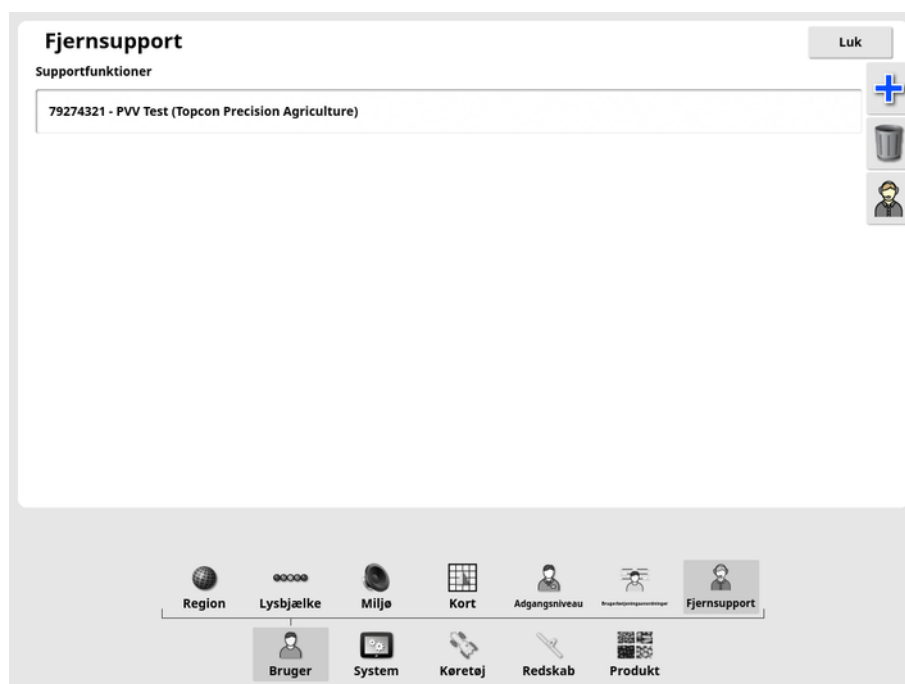 Fjernsupport
Luk
Supportfunktioner
79274321 - PVV Test (Topcon Precision Agriculture)
Region
Lysbjælke
Miljø
Kort
Adgangsniveau
Fjernsupport
Bruger
System
Køretøj
Redskab
Produkt